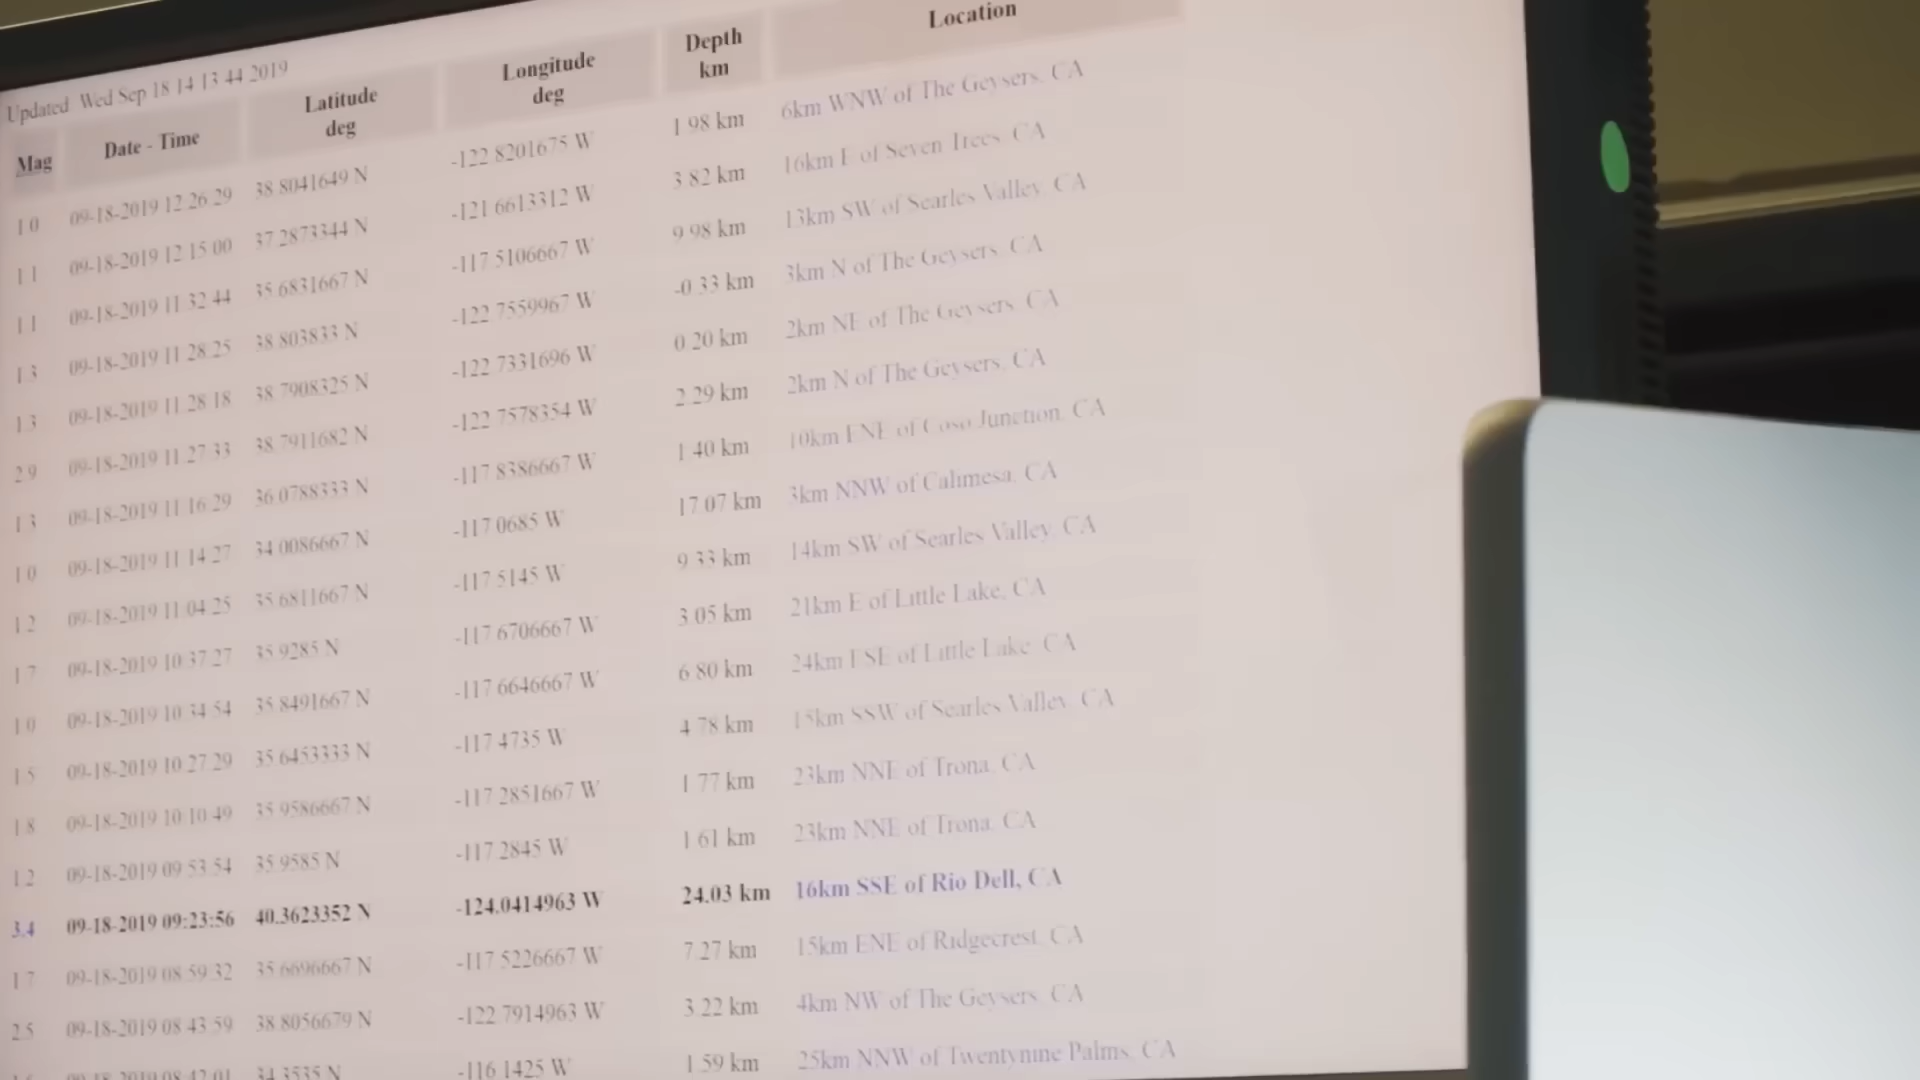 Updated Wed Sep 18 14 13 44 2019
Mag Date - Time Latitude deg Longitude deg Depth km Location
1 0 09-18-2019 12 26 29 38 8041649 N -122 8201675 W 1 98 km 6km WNW of The Geysers, CA
1 1 09-18-2019 12 15 00 37 2873344 N -121 6613312 W 3 82 km 16km E of Seven Trees, CA
1 1 09-18-2019 11 32 44 35 6831667 N -117 5106667 W 9 98 km 13km SW of Searles Valley, CA
1 3 09-18-2019 11 28 25 38 803833 N -122 7559967 W -0 33 km 3km N of The Geysers, CA
1 3 09-18-2019 11 28 18 38 7908325 N -122 7331696 W 0 20 km 2km NE of The Geysers, CA
2 9 09-18-2019 11 27 33 38 7911682 N -122 7578354 W 2 29 km 2km N of The Geysers, CA
1 3 09-18-2019 11 16 29 36 0788333 N -117 8386667 W 1 40 km 10km ENE of Coso Junction, CA
1 0 09-18-2019 11 14 27 34 0086667 N -117 0685 W 17 07 km 3km NNW of Calimesa, CA
1 2 09-18-2019 11 04 25 35 6811667 N -117 5145 W 9 33 km 14km SW of Searles Valley, CA
1 7 09-18-2019 10 37 27 35 9285 N -117 6706667 W 3 05 km 21km E of Little Lake, CA
1 0 09-18-2019 10 34 54 35 8491667 N -117 6646667 W 6 80 km 24km ESE of Little Lake, CA
1 5 09-18-2019 10 27 29 35 6453333 N -117 4735 W 4 78 km 15km SSW of Searles Valley, CA
1 8 09-18-2019 10 10 49 35 9586667 N -117 2851667 W 1 77 km 23km NNE of Trona, CA
1 2 09-18-2019 09 53 54 35 9585 N -117 2845 W 1 61 km 23km NNE of Trona, CA
3.4 09-18-2019 09:23:56 40.3623352 N -124.0414963 W 24.03 km 16km SSE of Rio Dell, CA
1 7 09-18-2019 08 59 32 35 6696667 N -117 5226667 W 7 27 km 15km ENE of Ridgecrest, CA
2 5 09-18-2019 08 43 59 38 8056679 N -122 7914963 W 3 22 km 4km NW of The Geysers, CA
09-18-2019 08 42 01 34 3535 N -116 1425 W 1 59 km 25km NNW of Twentynine Palms, CA